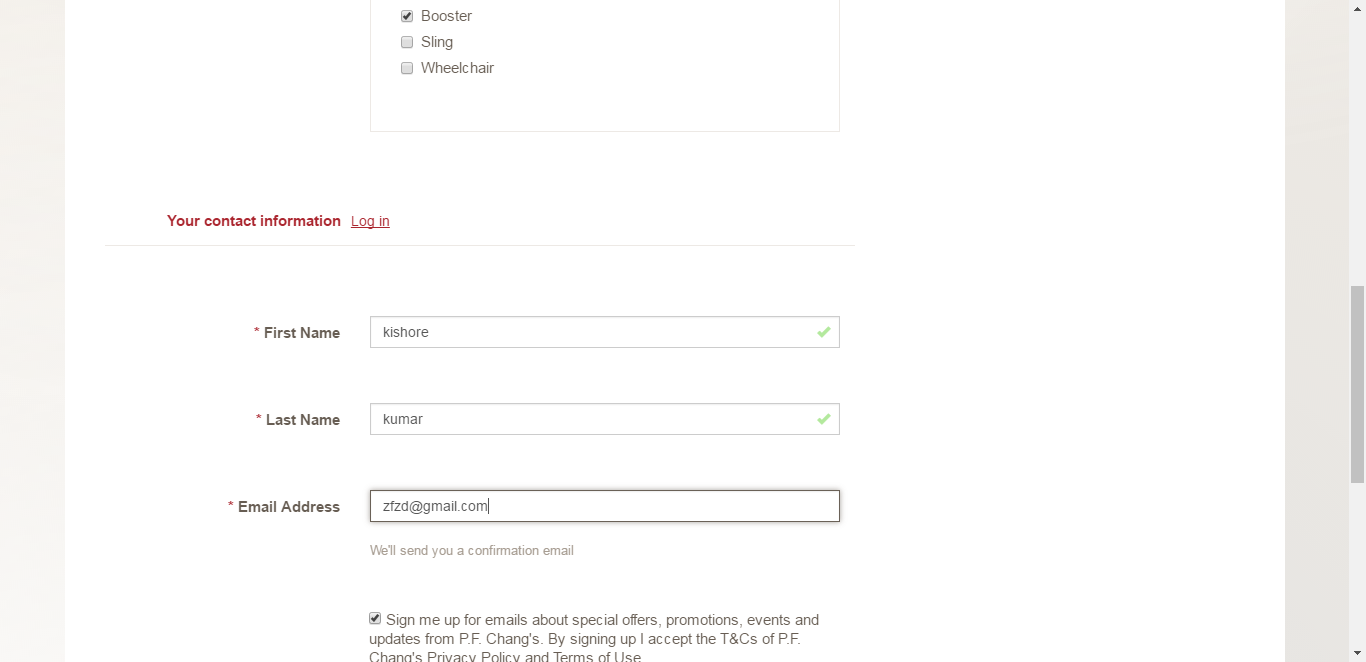 Booster
Sling
Wheelchair
Your contact information Log in
* First Name kishore
* Last Name kumar
* Email Address zfzd@gmail.com
We'll send you a confirmation email
Sign me up for emails about special offers, promotions, events and
updates from P.F. Chang's. By signing up I accept the T&Cs of P.F.
Chang's Privacy Policy and Terms of Use